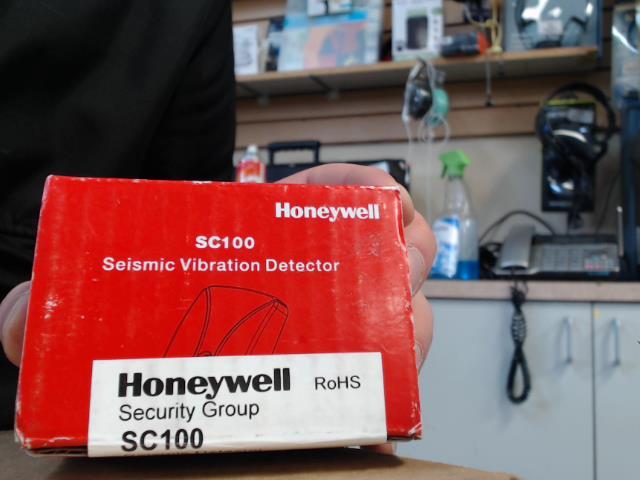 Honeywell
SC100
Seismic Vibration Detector
Honeywell RoHS
Security Group
SC100